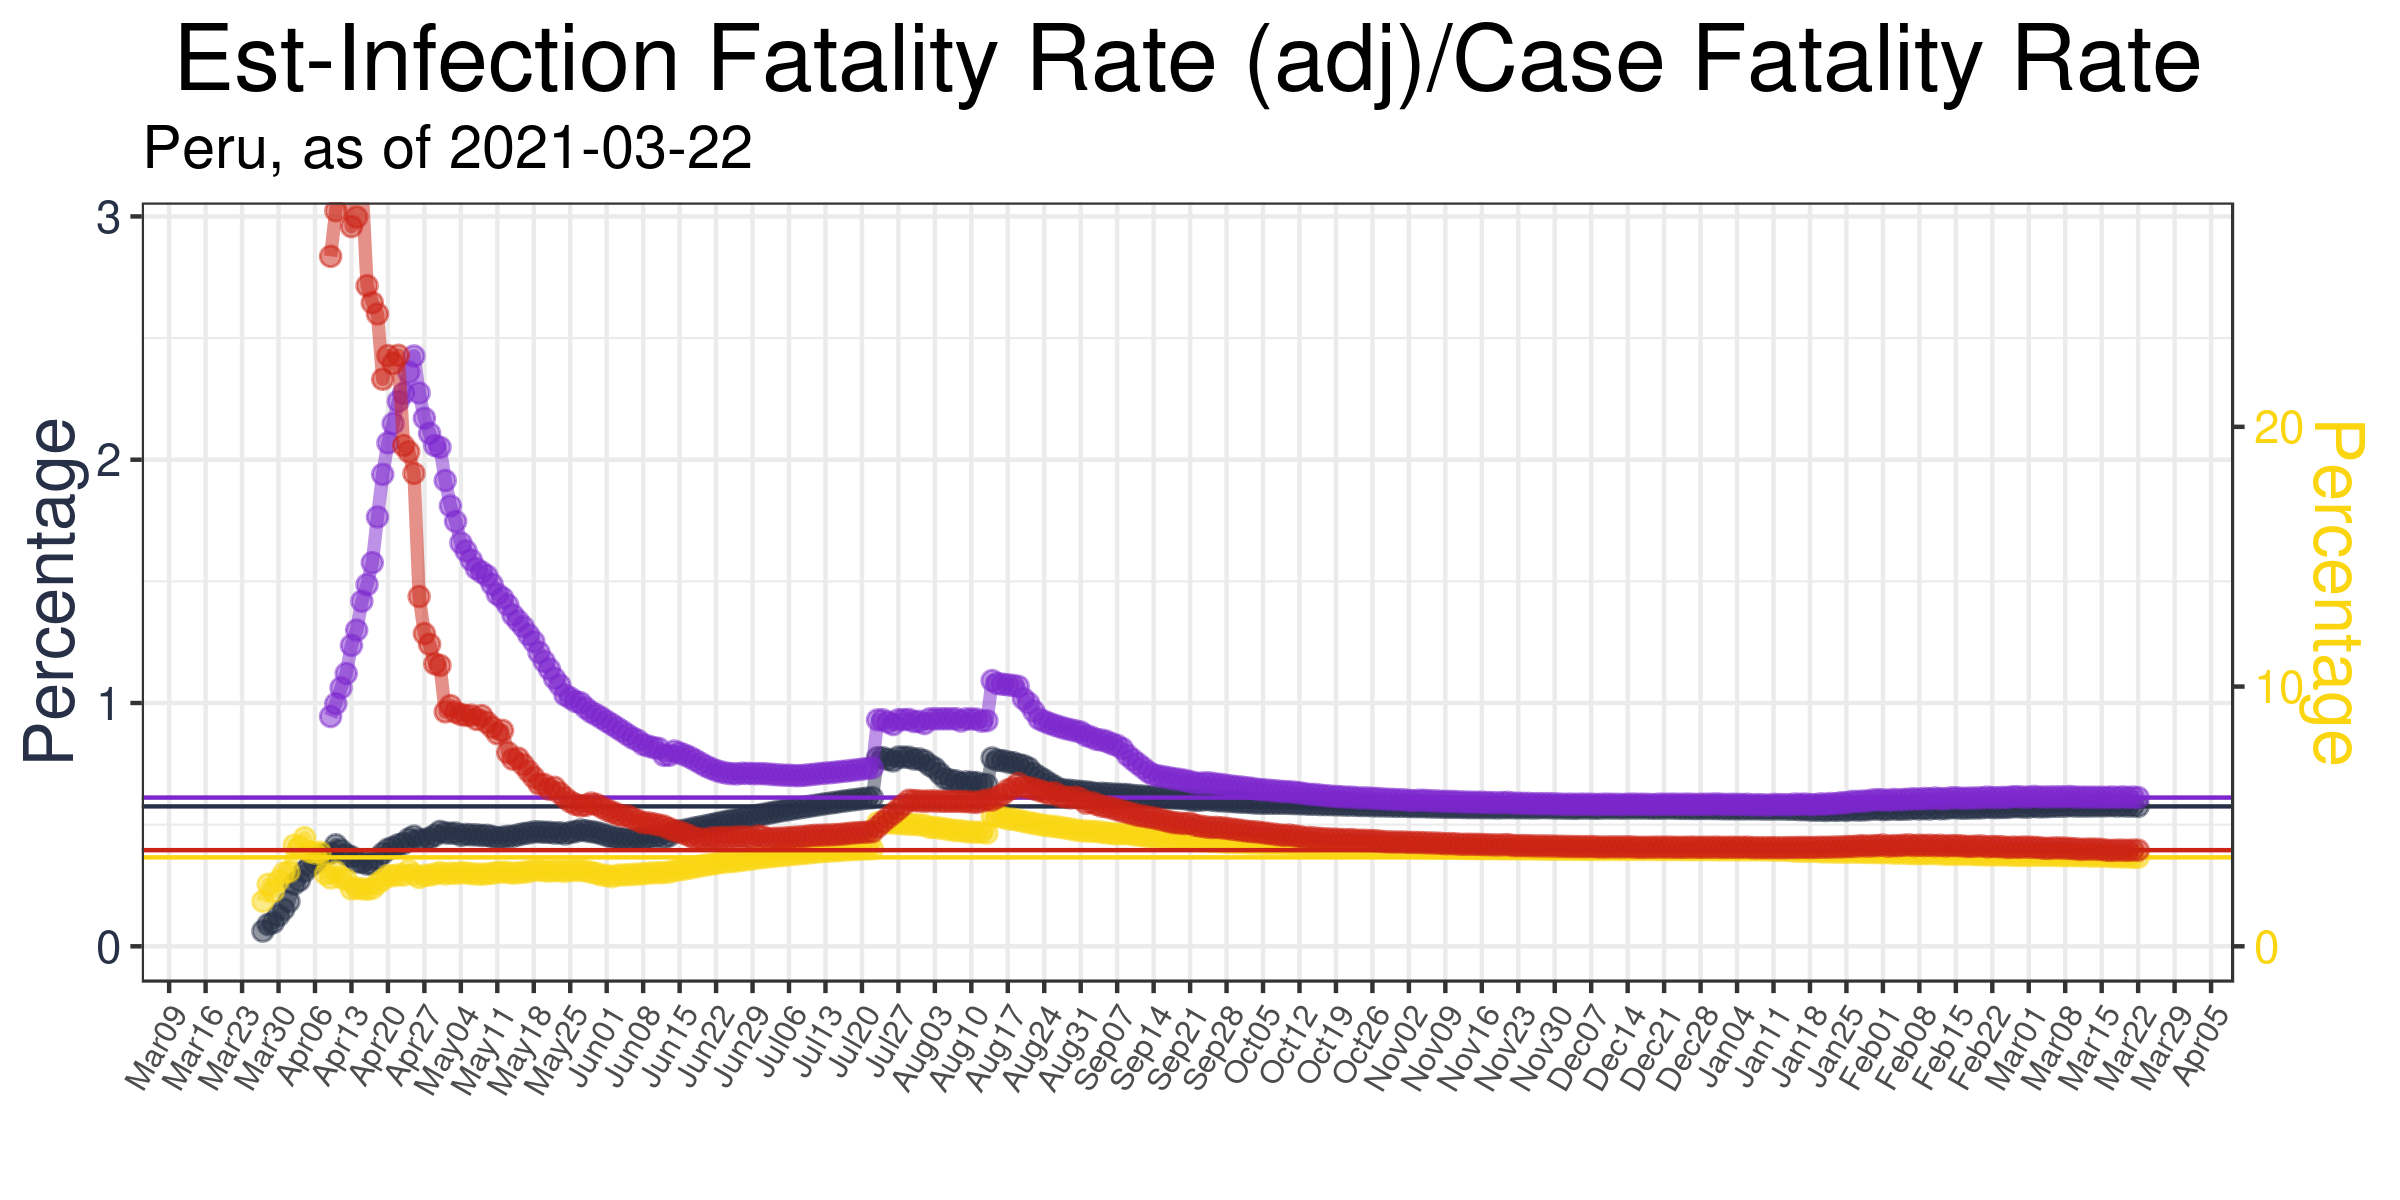 Est-Infection Fatality Rate (adj)/Case Fatality Rate
Peru, as of 2021-03-22
Percentage
3
2
1
0
20
10
0
Percentage
Mar09
Mar16
Mar23
Mar30
Apr06
Apr13
Apr20
Apr27
May04
May11
May18
May25
Jun01
Jun08
Jun15
Jun22
Jun29
Jul06
Jul13
Jul20
Jul27
Aug03
Aug10
Aug17
Aug24
Aug31
Sep07
Sep14
Sep21
Sep28
Oct05
Oct12
Oct19
Oct26
Nov02
Nov09
Nov16
Nov23
Nov30
Dec07
Dec14
Dec21
Dec28
Jan04
Jan11
Jan18
Jan25
Feb01
Feb08
Feb15
Feb22
Mar01
Mar08
Mar15
Mar22
Mar29
Apr05